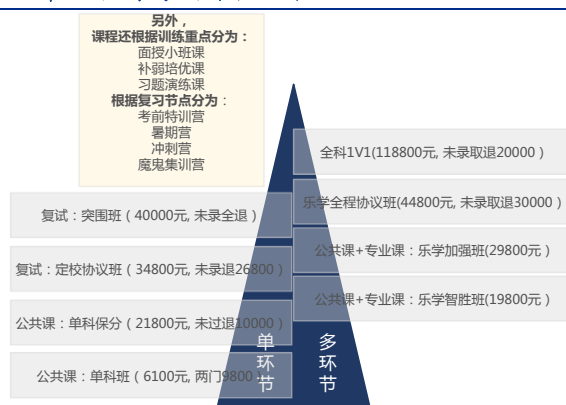 另外，
课程还根据训练重点分为：
面授小班课
补弱培优课
习题演练课
根据复习节点分为：
考前特训营
暑期营
冲刺营
魔鬼集训营
全科1V1(118800元, 未录取退20000）
乐学全程协议班(44800元, 未录取退30000）
公共课+专业课：乐学加强班(29800元）
公共课+专业课：乐学智胜班(19800元）
复试：突围班（40000元, 未录全退）
复试：定校协议班（34800元, 未录退26800）
公共课：单科保分（21800元, 未过退10000）
公共课：单科班（6100元, 两门9800）
单环节
多环节